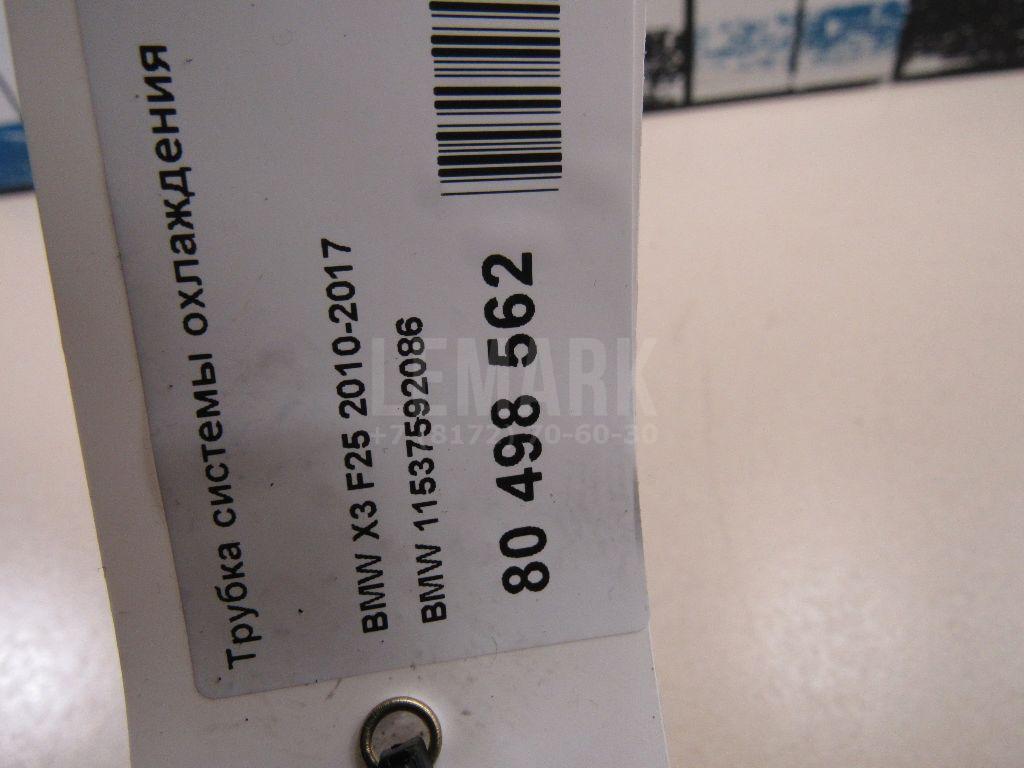 Трубка системы охлаждения
BMW X3 F25 2010-2017
BMW 11537592086
80 498 562
LEMARK